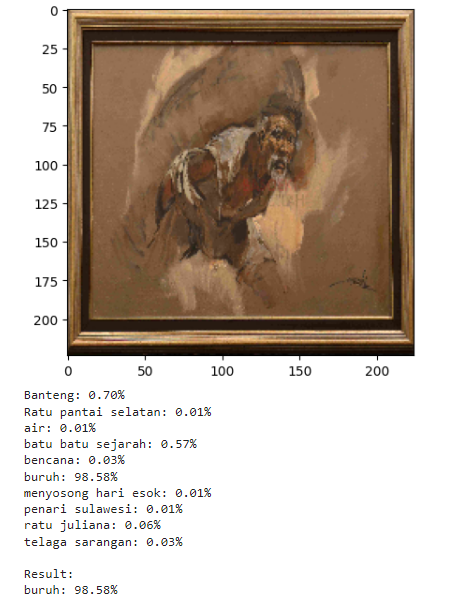 0
25
50
75
100
125
150
175
200
0 50 100 150 200
Banteng: 0.70%
Ratu pantai selatan: 0.01%
air: 0.01%
batu batu sejarah: 0.57%
bencana: 0.03%
buruh: 98.58%
menyosong hari esok: 0.01%
penari sulawesi: 0.01%
ratu juliana: 0.06%
telaga sarangan: 0.03%
Result:
buruh: 98.58%